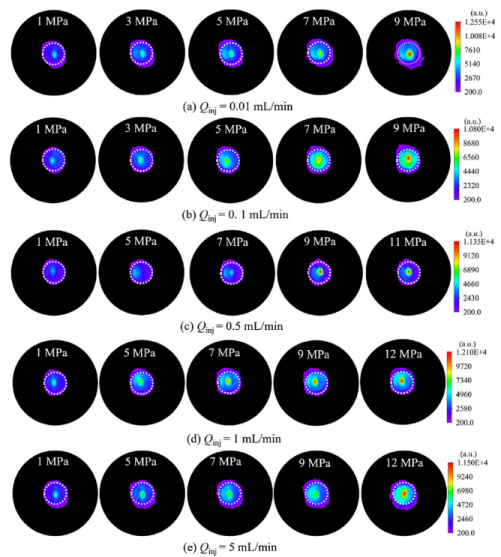 1 MPa 3 MPa 5 MPa 7 MPa 9 MPa
(a.u.)
1.255E+4
1.008E+4
7610
5140
2670
200.0
(a) Qinj = 0.01 mL/min
1 MPa 3 MPa 5 MPa 7 MPa 9 MPa
(a.u.)
1.080E+4
8680
6560
4440
2320
200.0
(b) Qinj = 0. 1 mL/min
1 MPa 5 MPa 7 MPa 9 MPa 11 MPa
(a.u.)
1.135E+4
9120
6890
4660
2430
200.0
(c) Qinj = 0.5 mL/min
1 MPa 5 MPa 7 MPa 9 MPa 12 MPa
(a.u.)
1.210E+4
9720
7340
4960
2580
200.0
(d) Qinj = 1 mL/min
1 MPa 5 MPa 7 MPa 9 MPa 12 MPa
(a.u.)
1.150E+4
9240
6980
4720
2460
200.0
(e) Qinj = 5 mL/min